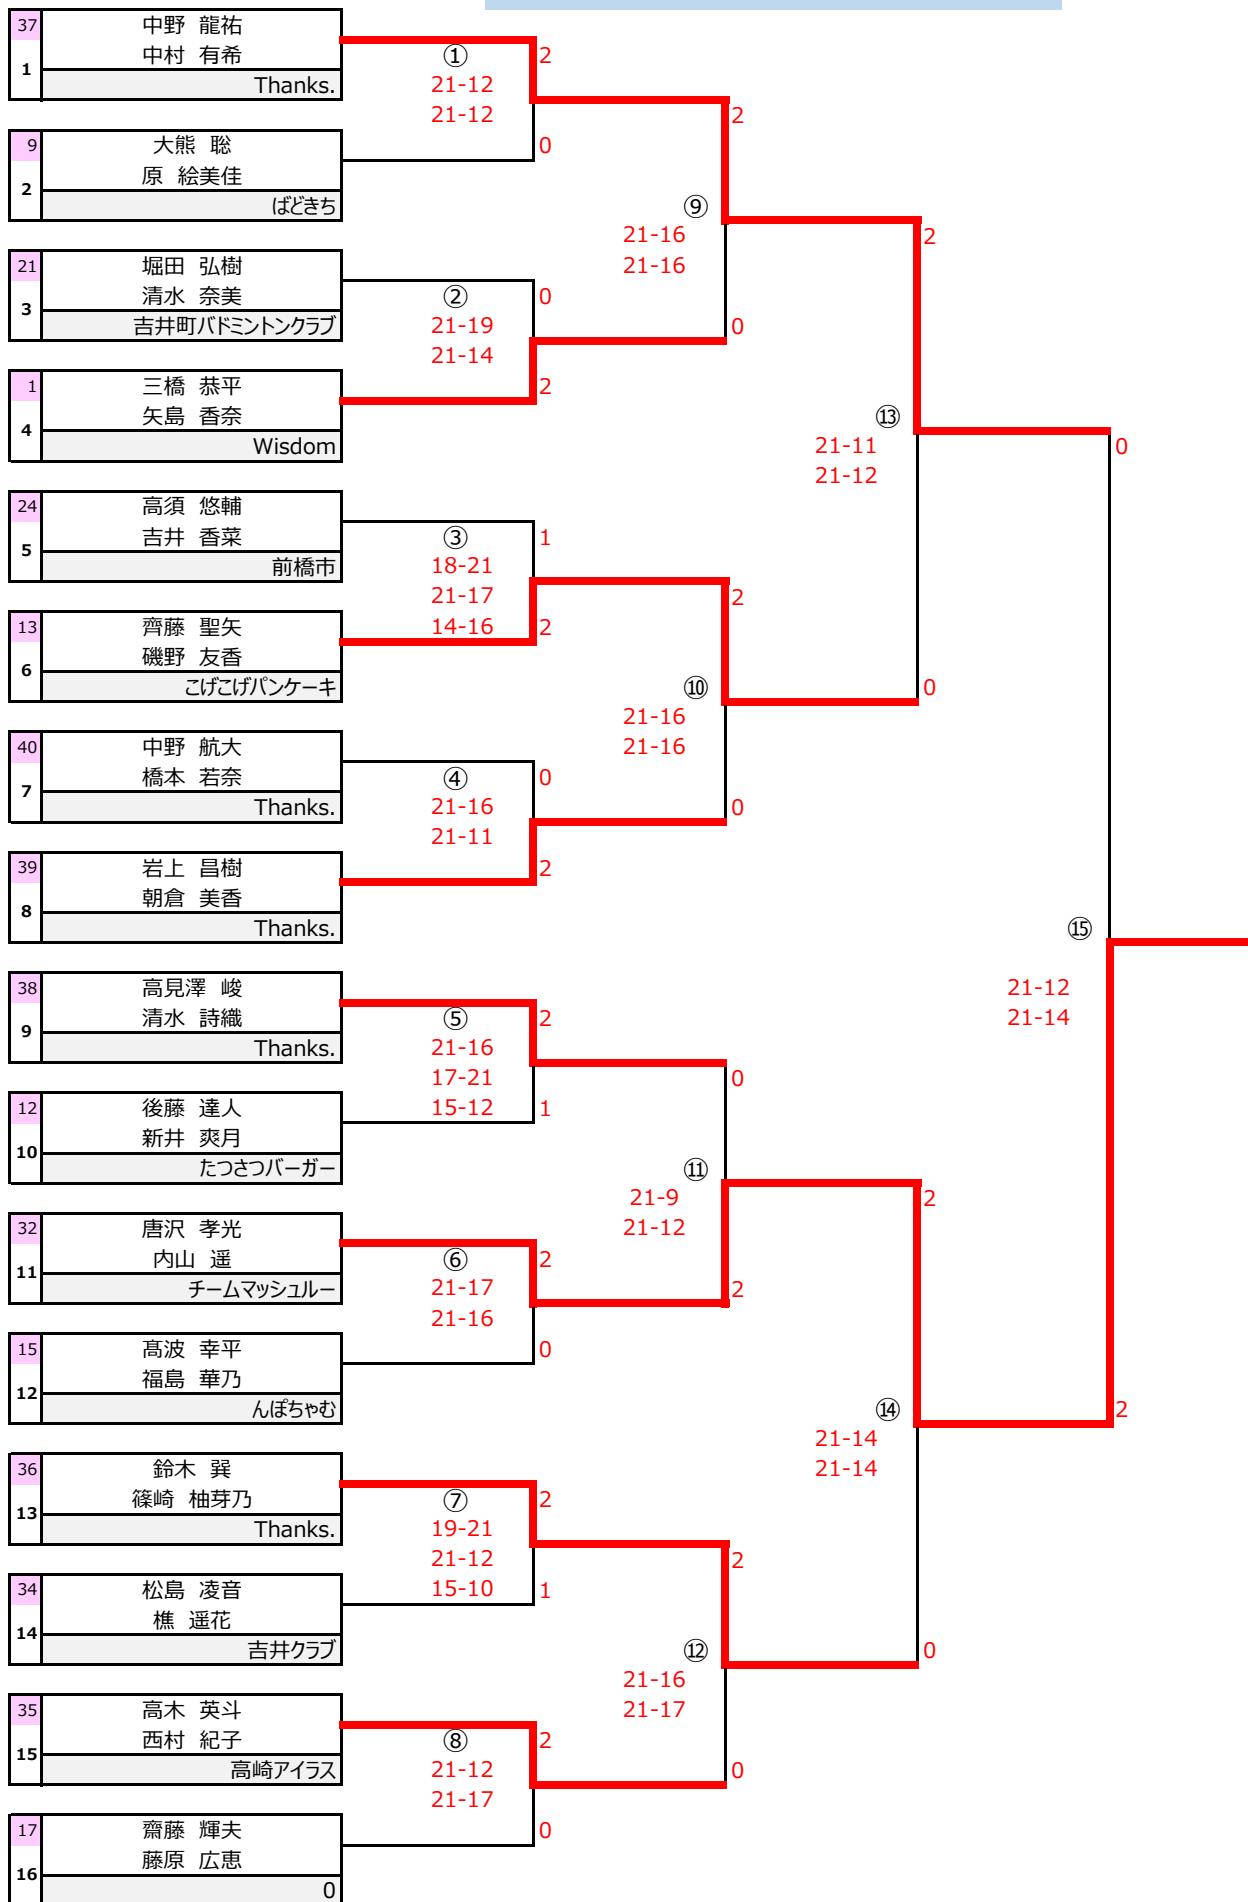 37 中野 龍祐
1 中村 有希
Thanks.
①
21-12
21-12
2
0
9 大熊 聡
2 原 絵美佳
ばどきち
21 堀田 弘樹
3 清水 奈美
吉井町バドミントンクラブ
②
21-19
21-14
0
2
1 三橋 恭平
4 矢島 香奈
Wisdom
⑨
21-16
21-16
2
0
24 高須 悠輔
5 吉井 香菜
前橋市
③
18-21
21-17
14-16
1
2
13 齊藤 聖矢
6 磯野 友香
こげこげパンケーキ
40 中野 航大
7 橋本 若奈
Thanks.
④
21-16
21-11
0
2
39 岩上 昌樹
8 朝倉 美香
Thanks.
⑩
21-16
21-16
2
0
⑬
21-11
21-12
2
0
38 高見澤 峻
9 清水 詩織
Thanks.
⑤
21-16
17-21
15-12
2
1
12 後藤 達人
10 新井 爽月
たつさつバーガー
32 唐沢 孝光
11 内山 遥
チームマッシュルー
⑥
21-17
21-16
2
0
15 髙波 幸平
12 福島 華乃
んぽちゃむ
⑪
21-9
21-12
0
2
36 鈴木 巽
13 篠崎 柚芽乃
Thanks.
⑦
19-21
21-12
15-10
2
1
34 松島 凌音
14 樵 遥花
吉井クラブ
35 高木 英斗
15 西村 紀子
高崎アイラス
⑧
21-12
21-17
2
0
17 齋藤 輝夫
16 藤原 広恵
0
⑫
21-16
21-17
2
0
⑭
21-14
21-14
2
0
⑮
21-12
21-14
0
2